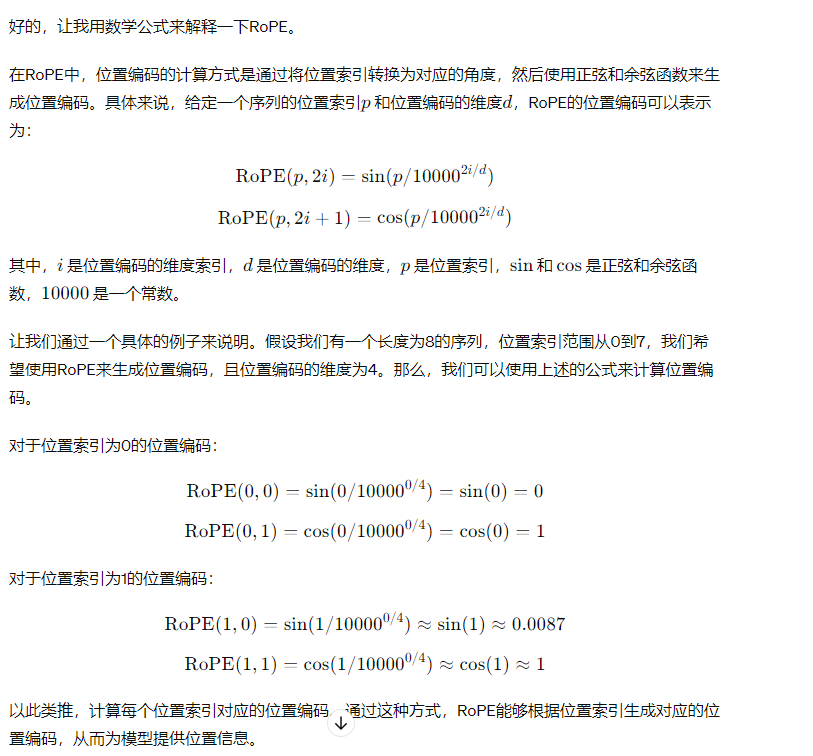 好的，让我用数学公式来解释一下RoPE。
在RoPE中，位置编码的计算方式是通过将位置索引转换为对应的角度，然后使用正弦和余弦函数来生
成位置编码。具体来说，给定一个序列的位置索引p 和位置编码的维度d，RoPE的位置编码可以表示
为：
RoPE(p, 2i) = sin(p/10000^{2i/d})
RoPE(p, 2i + 1) = cos(p/10000^{2i/d})
其中，i 是位置编码的维度索引，d 是位置编码的维度，p 是位置索引，sin 和 cos 是正弦和余弦函
数，10000 是一个常数。
让我们通过一个具体的例子来说明。假设我们有一个长度为8的序列，位置索引范围从0到7，我们希
望使用RoPE来生成位置编码，且位置编码的维度为4。那么，我们可以使用上述的公式来计算位置编
码。
对于位置索引为0的位置编码：
RoPE(0, 0) = sin(0/10000^{0/4}) = sin(0) = 0
RoPE(0, 1) = cos(0/10000^{0/4}) = cos(0) = 1
对于位置索引为1的位置编码：
RoPE(1, 0) = sin(1/10000^{0/4}) ≈ sin(1) ≈ 0.0087
RoPE(1, 1) = cos(1/10000^{0/4}) ≈ cos(1) ≈ 1
以此类推，计算每个位置索引对应的位置编码。通过这种方式，RoPE能够根据位置索引生成对应的位
置编码，从而为模型提供位置信息。